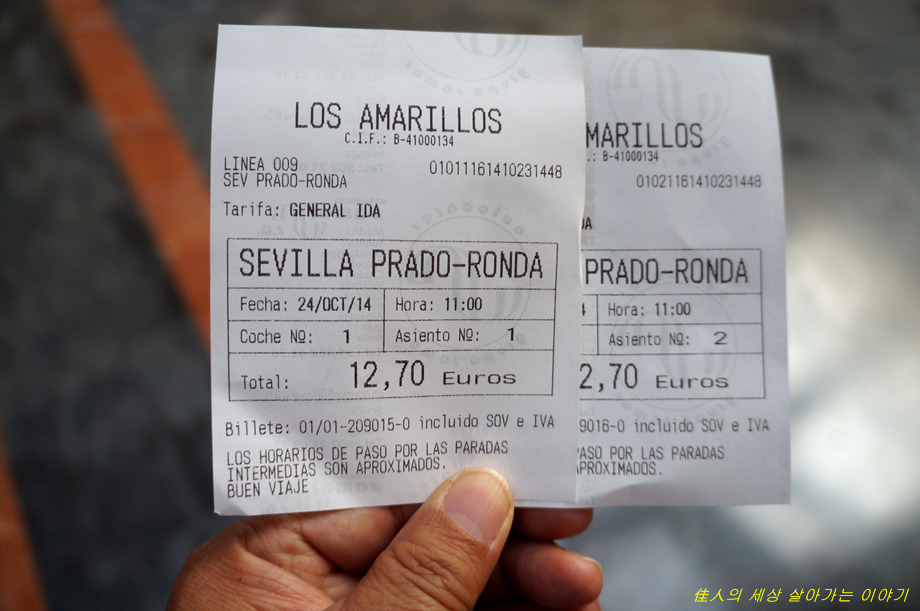 LOS AMARILLOS
C.I.F.: B-41000134
LINEA 009 01011161410231448
SEV PRADO-RONDA
Tarifa: GENERAL IDA
SEVILLA PRADO-RONDA
Fecha: 24/OCT/14 Hora: 11:00
Coche Nº: 1 Asiento Nº: 1
Total: 12,70 Euros
Billete: 01/01-209015-0 incluido SOV e IVA
LOS HORARIOS DE PASO POR LAS PARADAS
INTERMEDIAS SON APROXIMADOS.
BUEN VIAJE
MARILLOS
.: B-41000134
01021161410231448
DA
PRADO-RONDA
4 Hora: 11:00
Asiento Nº: 2
2,70 Euros
9016-0 incluido SOV e IVA
PASO POR LAS PARADAS
APROXIMADOS.
佳人의 세상 살아가는 이야기